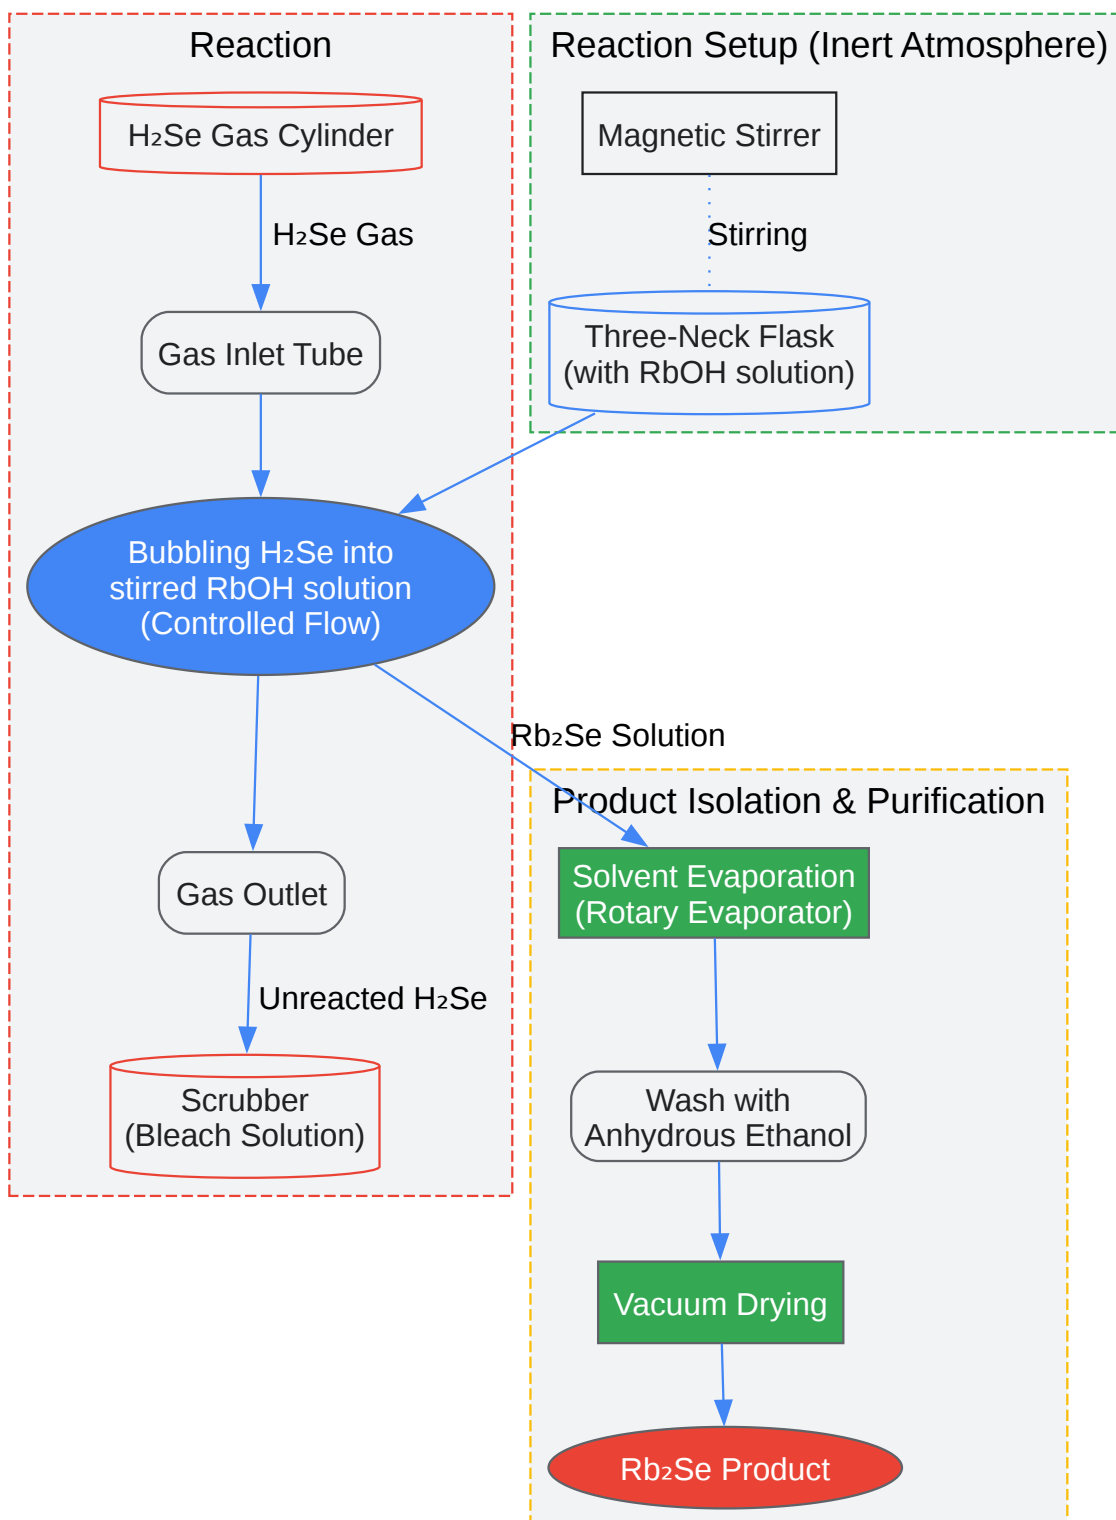 Reaction
H₂Se Gas Cylinder
H₂Se Gas
Gas Inlet Tube
Reaction Setup (Inert Atmosphere)
Magnetic Stirrer
Stirring
Three-Neck Flask
(with RbOH solution)
Bubbling H₂Se into
stirred RbOH solution
(Controlled Flow)
Rb₂Se Solution
Gas Outlet
Unreacted H₂Se
Scrubber
(Bleach Solution)
Product Isolation & Purification
Solvent Evaporation
(Rotary Evaporator)
Wash with
Anhydrous Ethanol
Vacuum Drying
Rb₂Se Product